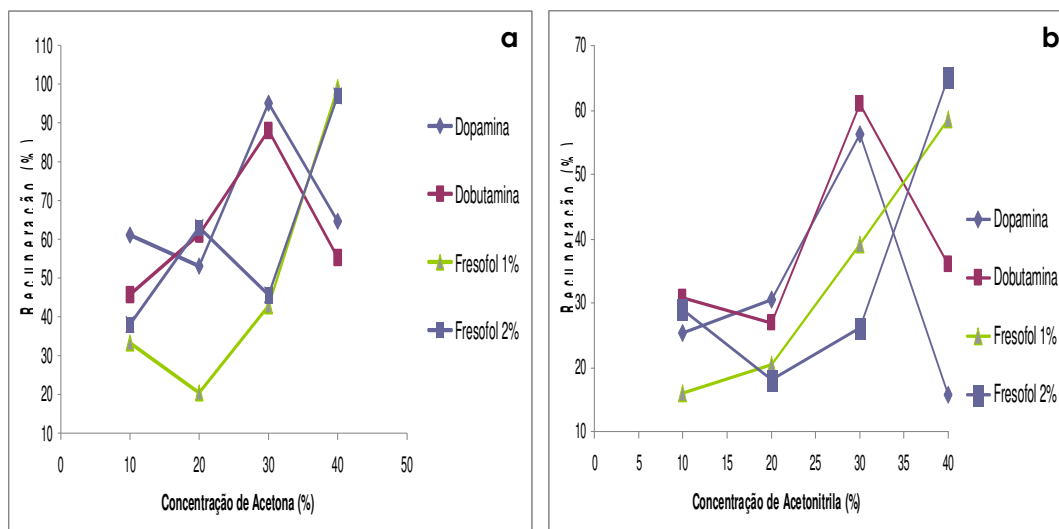 a
110
100
90
80
70
60
50
40
30
20
10
0
10
20
30
40
50
Recuperação (%)
Concentração de Acetona (%)
Dopamina
Dobutamina
Fresofol 1%
Fresofol 2%
b
70
60
50
40
30
20
10
0
5
10
15
20
25
30
35
40
Recuperação (%)
Concentração de Acetonitrila (%)
Dopamina
Dobutamina
Fresofol 1%
Fresofol 2%